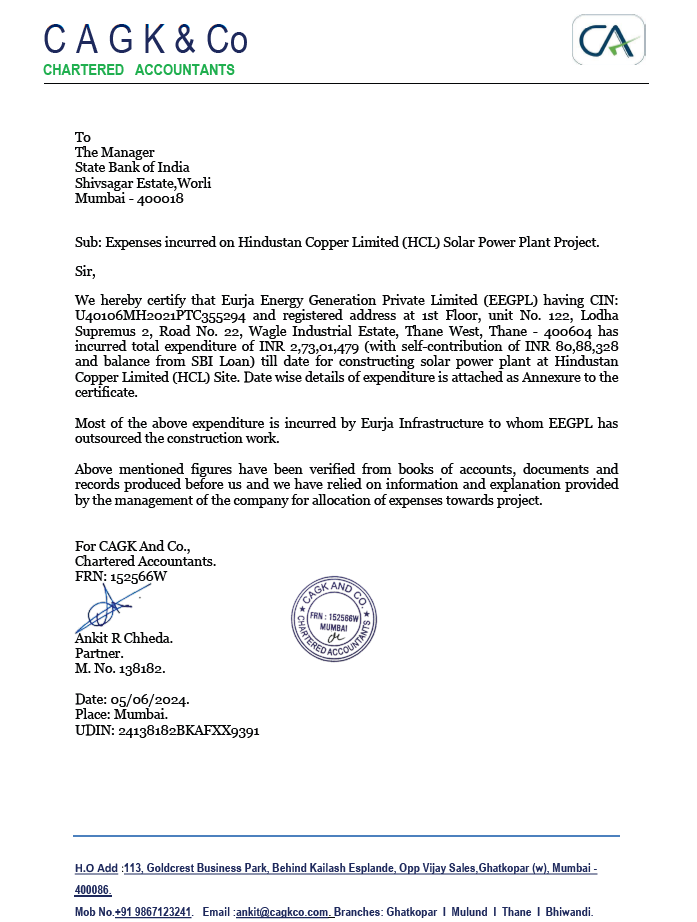 C A G K & Co
CHARTERED ACCOUNTANTS
CA
To
The Manager
State Bank of India
Shivsagar Estate,Worli
Mumbai - 400018
Sub: Expenses incurred on Hindustan Copper Limited (HCL) Solar Power Plant Project.
Sir,
We hereby certify that Eurja Energy Generation Private Limited (EEGPL) having CIN:
U40106MH2021PTC355294 and registered address at 1st Floor, unit No. 122, Lodha
Supremus 2, Road No. 22, Wagle Industrial Estate, Thane West, Thane - 400604 has
incurred total expenditure of INR 2,73,01,479 (with self-contribution of INR 80,88,328
and balance from SBI Loan) till date for constructing solar power plant at Hindustan
Copper Limited (HCL) Site. Date wise details of expenditure is attached as Annexure to the
certificate.
Most of the above expenditure is incurred by Eurja Infrastructure to whom EEGPL has
outsourced the construction work.
Above mentioned figures have been verified from books of accounts, documents and
records produced before us and we have relied on information and explanation provided
by the management of the company for allocation of expenses towards project.
For CAGK And Co.,
Chartered Accountants.
FRN: 152566W
CAGK AND CO.
FRN : 152566W
MUMBAI
CHARTERED ACCOUNTANTS
Ankit R Chheda.
Partner.
M. No. 138182.
Date: 05/06/2024.
Place: Mumbai.
UDIN: 24138182BKAFXX9391
H.O Add :113, Goldcrest Business Park, Behind Kailash Esplande, Opp Vijay Sales,Ghatkopar (w), Mumbai -
400086.
Mob No.+91 9867123241. Email :ankit@cagkco.com. Branches: Ghatkopar I Mulund I Thane I Bhiwandi.